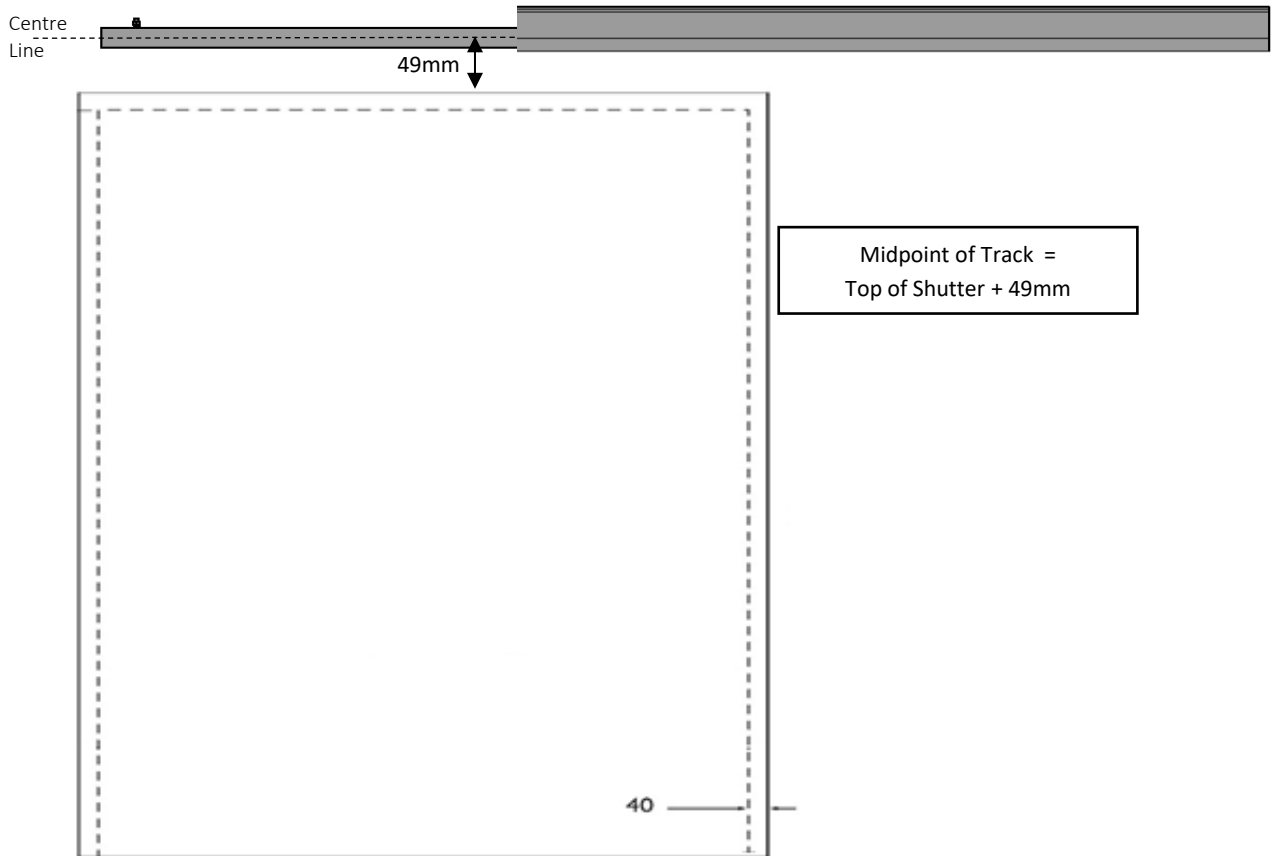 Centre
Line
49mm
Midpoint of Track =
Top of Shutter + 49mm
40